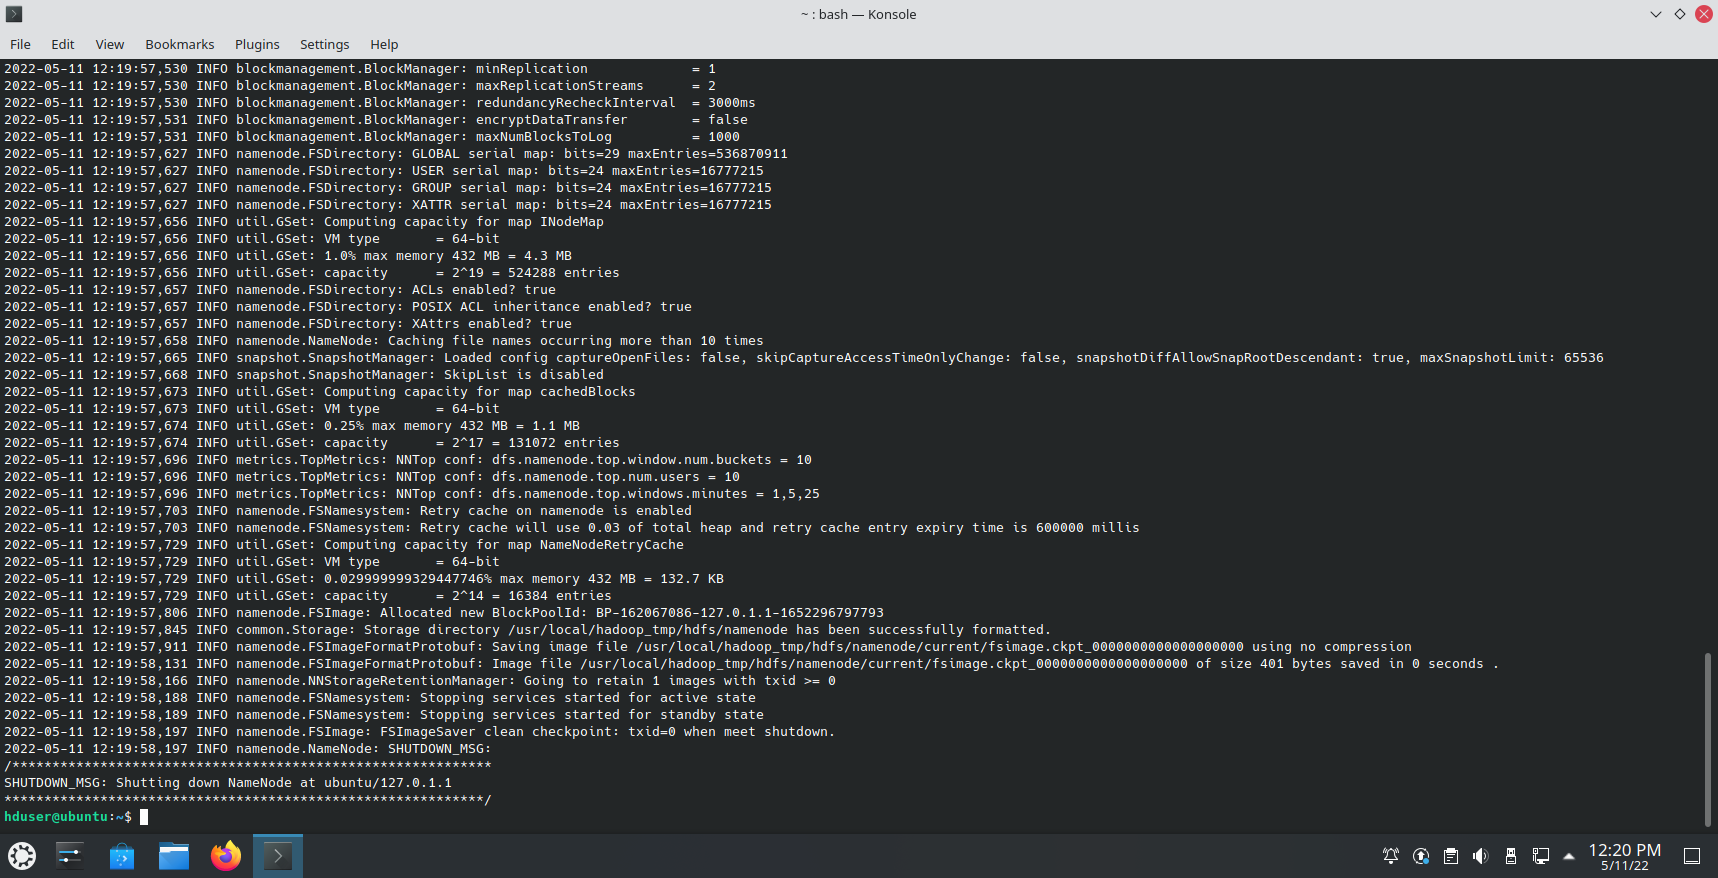 ~ : bash — Konsole
File Edit View Bookmarks Plugins Settings Help
2022-05-11 12:19:57,530 INFO blockmanagement.BlockManager: minReplication             = 1
2022-05-11 12:19:57,530 INFO blockmanagement.BlockManager: maxReplicationStreams      = 2
2022-05-11 12:19:57,530 INFO blockmanagement.BlockManager: redundancyRecheckInterval  = 3000ms
2022-05-11 12:19:57,531 INFO blockmanagement.BlockManager: encryptDataTransfer        = false
2022-05-11 12:19:57,531 INFO blockmanagement.BlockManager: maxNumBlocksToLog          = 1000
2022-05-11 12:19:57,627 INFO namenode.FSDirectory: GLOBAL serial map: bits=29 maxEntries=536870911
2022-05-11 12:19:57,627 INFO namenode.FSDirectory: USER serial map: bits=24 maxEntries=16777215
2022-05-11 12:19:57,627 INFO namenode.FSDirectory: GROUP serial map: bits=24 maxEntries=16777215
2022-05-11 12:19:57,627 INFO namenode.FSDirectory: XATTR serial map: bits=24 maxEntries=16777215
2022-05-11 12:19:57,656 INFO util.GSet: Computing capacity for map INodeMap
2022-05-11 12:19:57,656 INFO util.GSet: VM type       = 64-bit
2022-05-11 12:19:57,656 INFO util.GSet: 1.0% max memory 432 MB = 4.3 MB
2022-05-11 12:19:57,656 INFO util.GSet: capacity      = 2^19 = 524288 entries
2022-05-11 12:19:57,657 INFO namenode.FSDirectory: ACLs enabled? true
2022-05-11 12:19:57,657 INFO namenode.FSDirectory: POSIX ACL inheritance enabled? true
2022-05-11 12:19:57,657 INFO namenode.FSDirectory: XAttrs enabled? true
2022-05-11 12:19:57,658 INFO namenode.NameNode: Caching file names occurring more than 10 times
2022-05-11 12:19:57,665 INFO snapshot.SnapshotManager: Loaded config captureOpenFiles: false, skipCaptureAccessTimeOnlyChange: false, snapshotDiffAllowSnapRootDescendant: true, maxSnapshotLimit: 65536
2022-05-11 12:19:57,668 INFO snapshot.SnapshotManager: SkipList is disabled
2022-05-11 12:19:57,673 INFO util.GSet: Computing capacity for map cachedBlocks
2022-05-11 12:19:57,673 INFO util.GSet: VM type       = 64-bit
2022-05-11 12:19:57,674 INFO util.GSet: 0.25% max memory 432 MB = 1.1 MB
2022-05-11 12:19:57,674 INFO util.GSet: capacity      = 2^17 = 131072 entries
2022-05-11 12:19:57,696 INFO metrics.TopMetrics: NNTop conf: dfs.namenode.top.window.num.buckets = 10
2022-05-11 12:19:57,696 INFO metrics.TopMetrics: NNTop conf: dfs.namenode.top.num.users = 10
2022-05-11 12:19:57,696 INFO metrics.TopMetrics: NNTop conf: dfs.namenode.top.windows.minutes = 1,5,25
2022-05-11 12:19:57,703 INFO namenode.FSNamesystem: Retry cache on namenode is enabled
2022-05-11 12:19:57,703 INFO namenode.FSNamesystem: Retry cache will use 0.03 of total heap and retry cache entry expiry time is 600000 millis
2022-05-11 12:19:57,729 INFO util.GSet: Computing capacity for map NameNodeRetryCache
2022-05-11 12:19:57,729 INFO util.GSet: VM type       = 64-bit
2022-05-11 12:19:57,729 INFO util.GSet: 0.029999999329447746% max memory 432 MB = 132.7 KB
2022-05-11 12:19:57,729 INFO util.GSet: capacity      = 2^14 = 16384 entries
2022-05-11 12:19:57,806 INFO namenode.FSImage: Allocated new BlockPoolId: BP-162067086-127.0.1.1-1652296797793
2022-05-11 12:19:57,845 INFO common.Storage: Storage directory /usr/local/hadoop_tmp/hdfs/namenode has been successfully formatted.
2022-05-11 12:19:57,911 INFO namenode.FSImageFormatProtobuf: Saving image file /usr/local/hadoop_tmp/hdfs/namenode/current/fsimage.ckpt_0000000000000000000 using no compression
2022-05-11 12:19:58,131 INFO namenode.FSImageFormatProtobuf: Image file /usr/local/hadoop_tmp/hdfs/namenode/current/fsimage.ckpt_0000000000000000000 of size 401 bytes saved in 0 seconds .
2022-05-11 12:19:58,166 INFO namenode.NNStorageRetentionManager: Going to retain 1 images with txid >= 0
2022-05-11 12:19:58,188 INFO namenode.FSNamesystem: Stopping services started for active state
2022-05-11 12:19:58,189 INFO namenode.FSNamesystem: Stopping services started for standby state
2022-05-11 12:19:58,197 INFO namenode.FSImage: FSImageSaver clean checkpoint: txid=0 when meet shutdown.
2022-05-11 12:19:58,197 INFO namenode.NameNode: SHUTDOWN_MSG:
/************************************************************
SHUTDOWN_MSG: Shutting down NameNode at ubuntu/127.0.1.1
************************************************************/
hduser@ubuntu:~$
12:20 PM
5/11/22